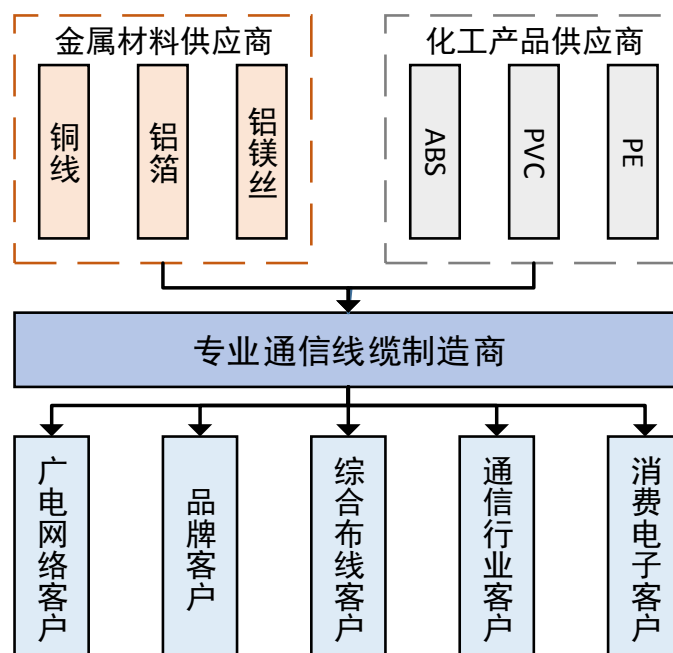 金属材料供应商
化工产品供应商
铜线
铝箔
铝镁丝
ABS
PVC
PE
专业通信线缆制造商
广电网络客户
品牌客户
综合布线客户
通信行业客户
消费电子客户